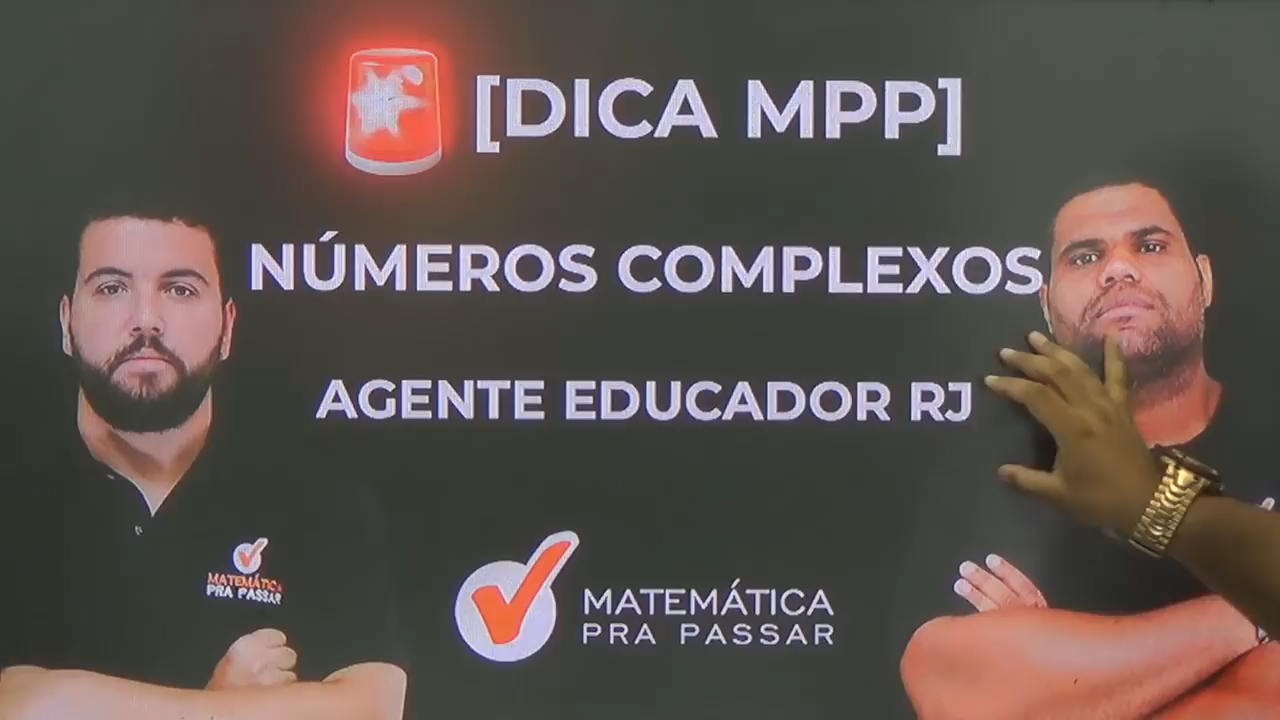 [DICA MPP]
NÚMEROS COMPLEXOS
AGENTE EDUCADOR RJ
MATEMÁTICA
PRA PASSAR
MATEMÁTICA
PRA PASSAR